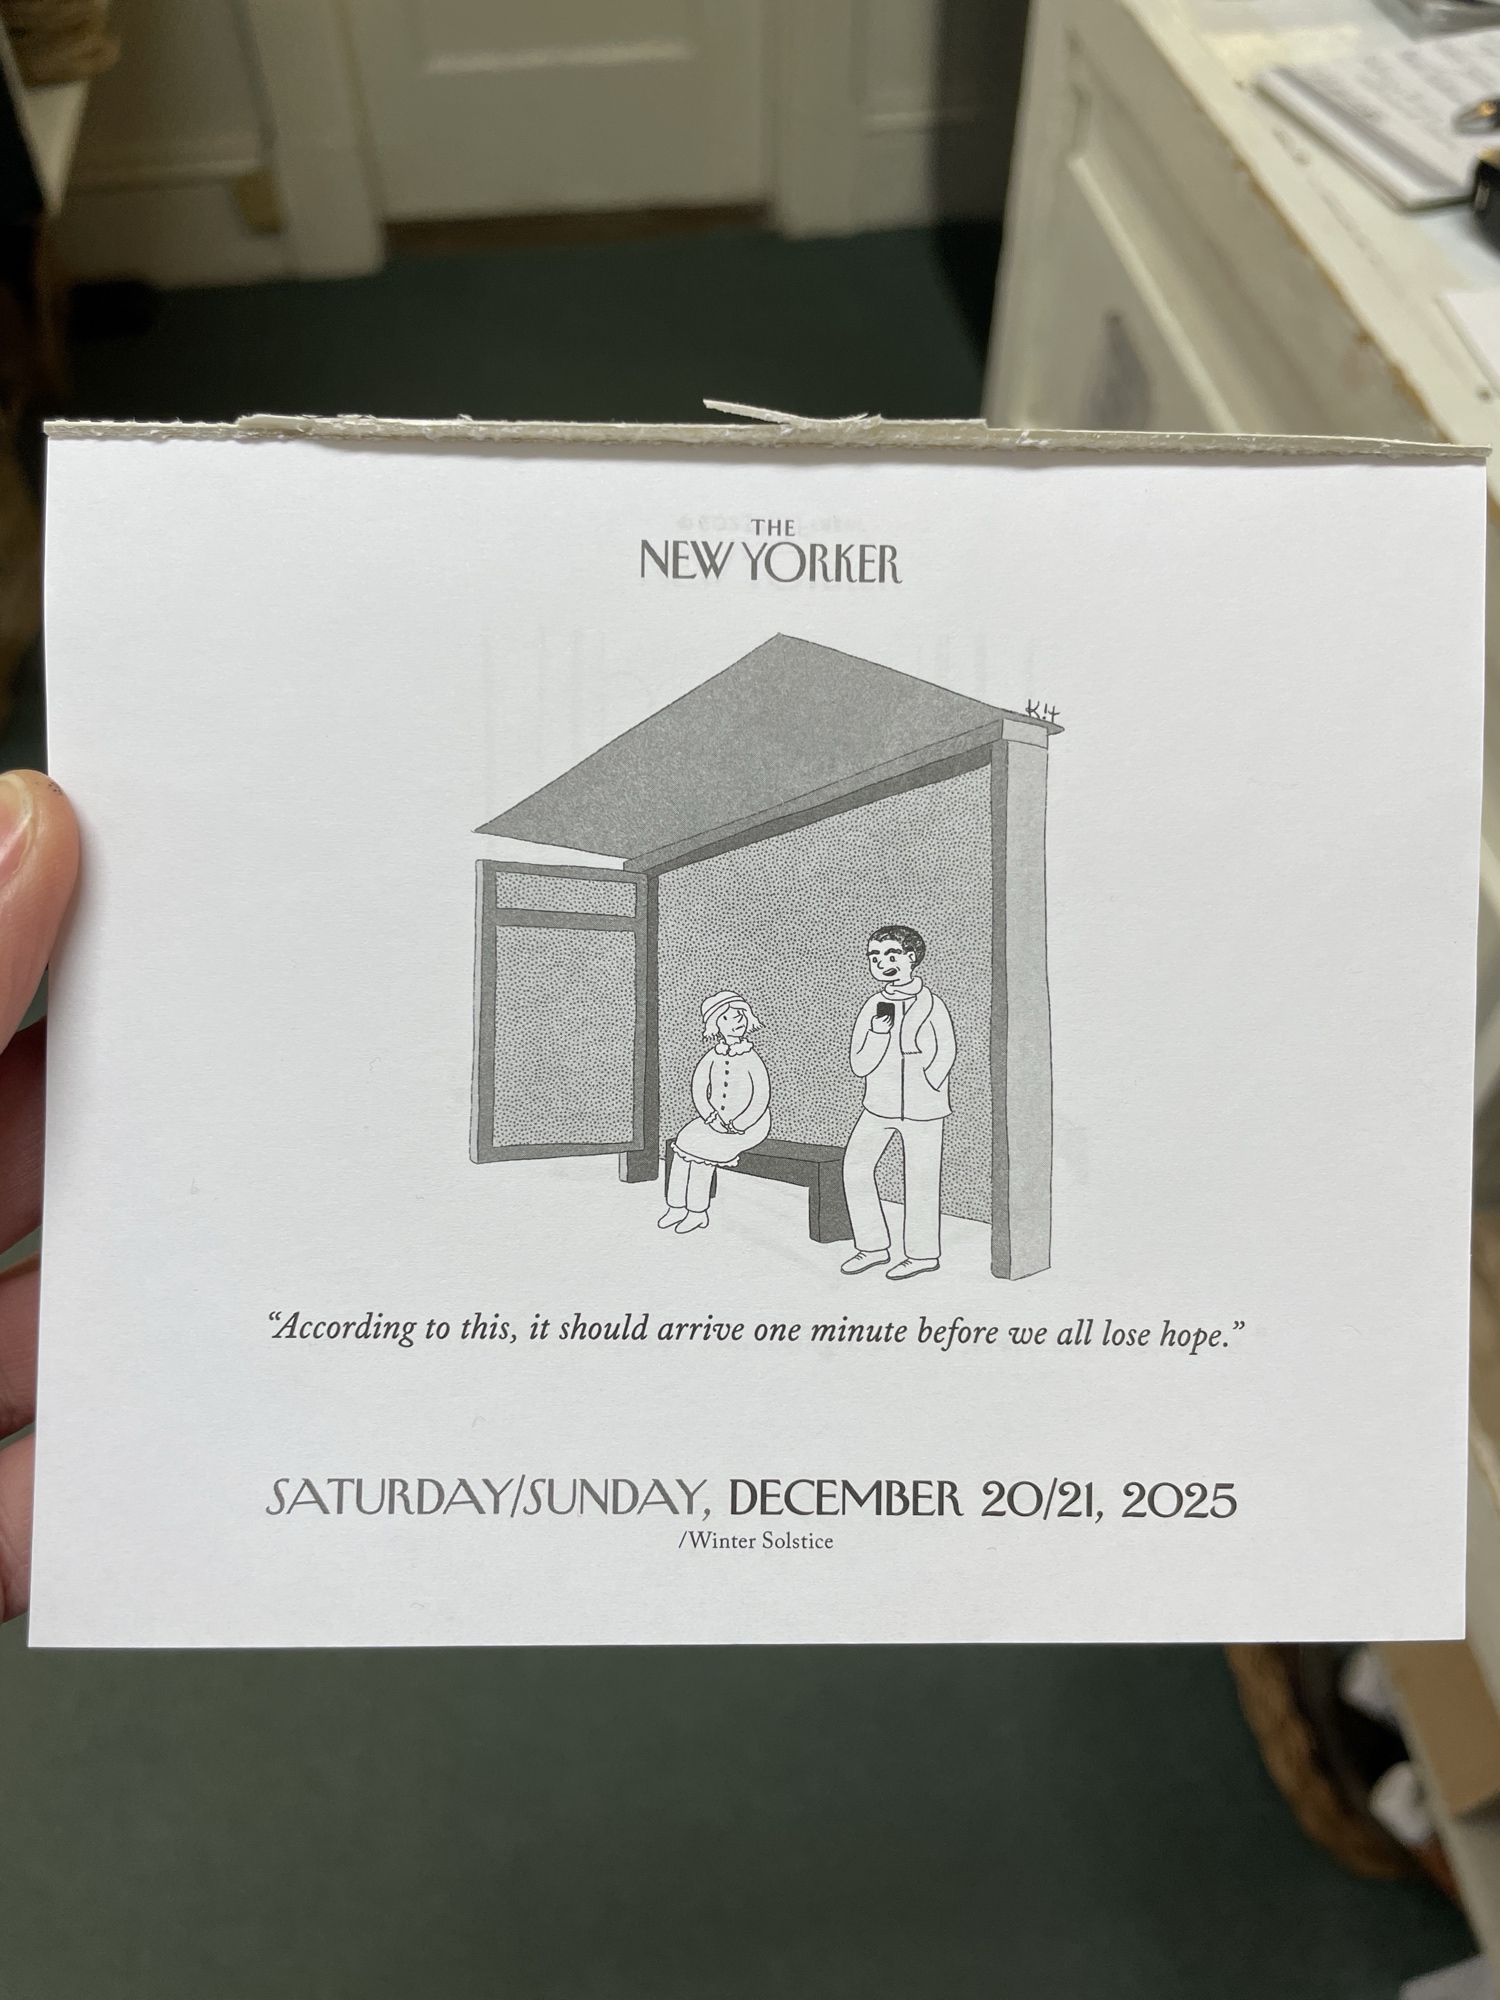 THE
NEW YORKER
“According to this, it should arrive one minute before we all lose hope.”
SATURDAY/SUNDAY, DECEMBER 20/21, 2025
/Winter Solstice